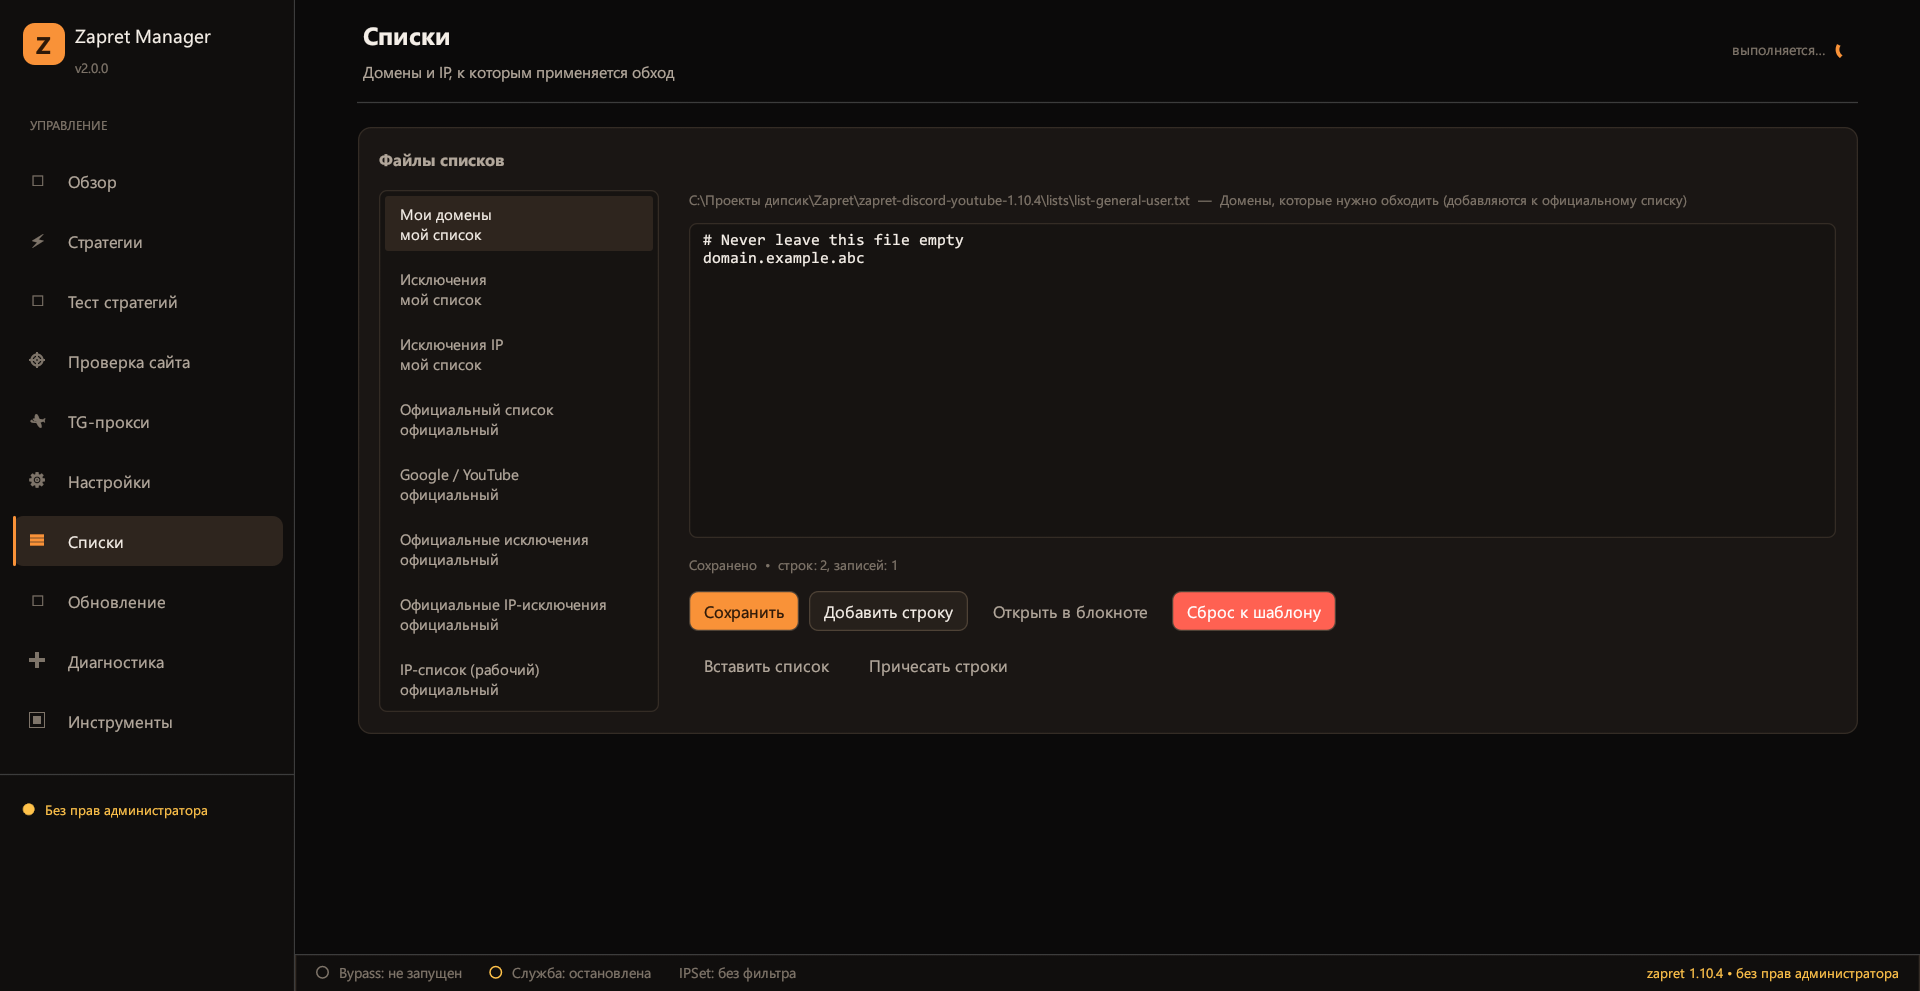 Z
Zapret Manager
v2.0.0
УПРАВЛЕНИЕ
Обзор
Стратегии
Тест стратегий
Проверка сайта
TG-прокси
Настройки
Списки
Обновление
Диагностика
Инструменты
Без прав администратора
Списки
Домены и IP, к которым применяется обход
выполняется...
Файлы списков
Мои домены
мой список
Исключения
мой список
Исключения IP
мой список
Официальный список
официальный
Google / YouTube
официальный
Официальные исключения
официальный
Официальные IP-исключения
официальный
IP-список (рабочий)
официальный
C:\Проекты дипсик\Zapret\zapret-discord-youtube-1.10.4\lists\list-general-user.txt — Домены, которые нужно обходить (добавляются к официальному списку)
# Never leave this file empty
domain.example.abc
Сохранено • строк: 2, записей: 1
Сохранить
Добавить строку
Открыть в блокноте
Сброс к шаблону
Вставить список
Причесать строки
Bypass: не запущен
Служба: остановлена
IPSet: без фильтра
zapret 1.10.4 • без прав администратора